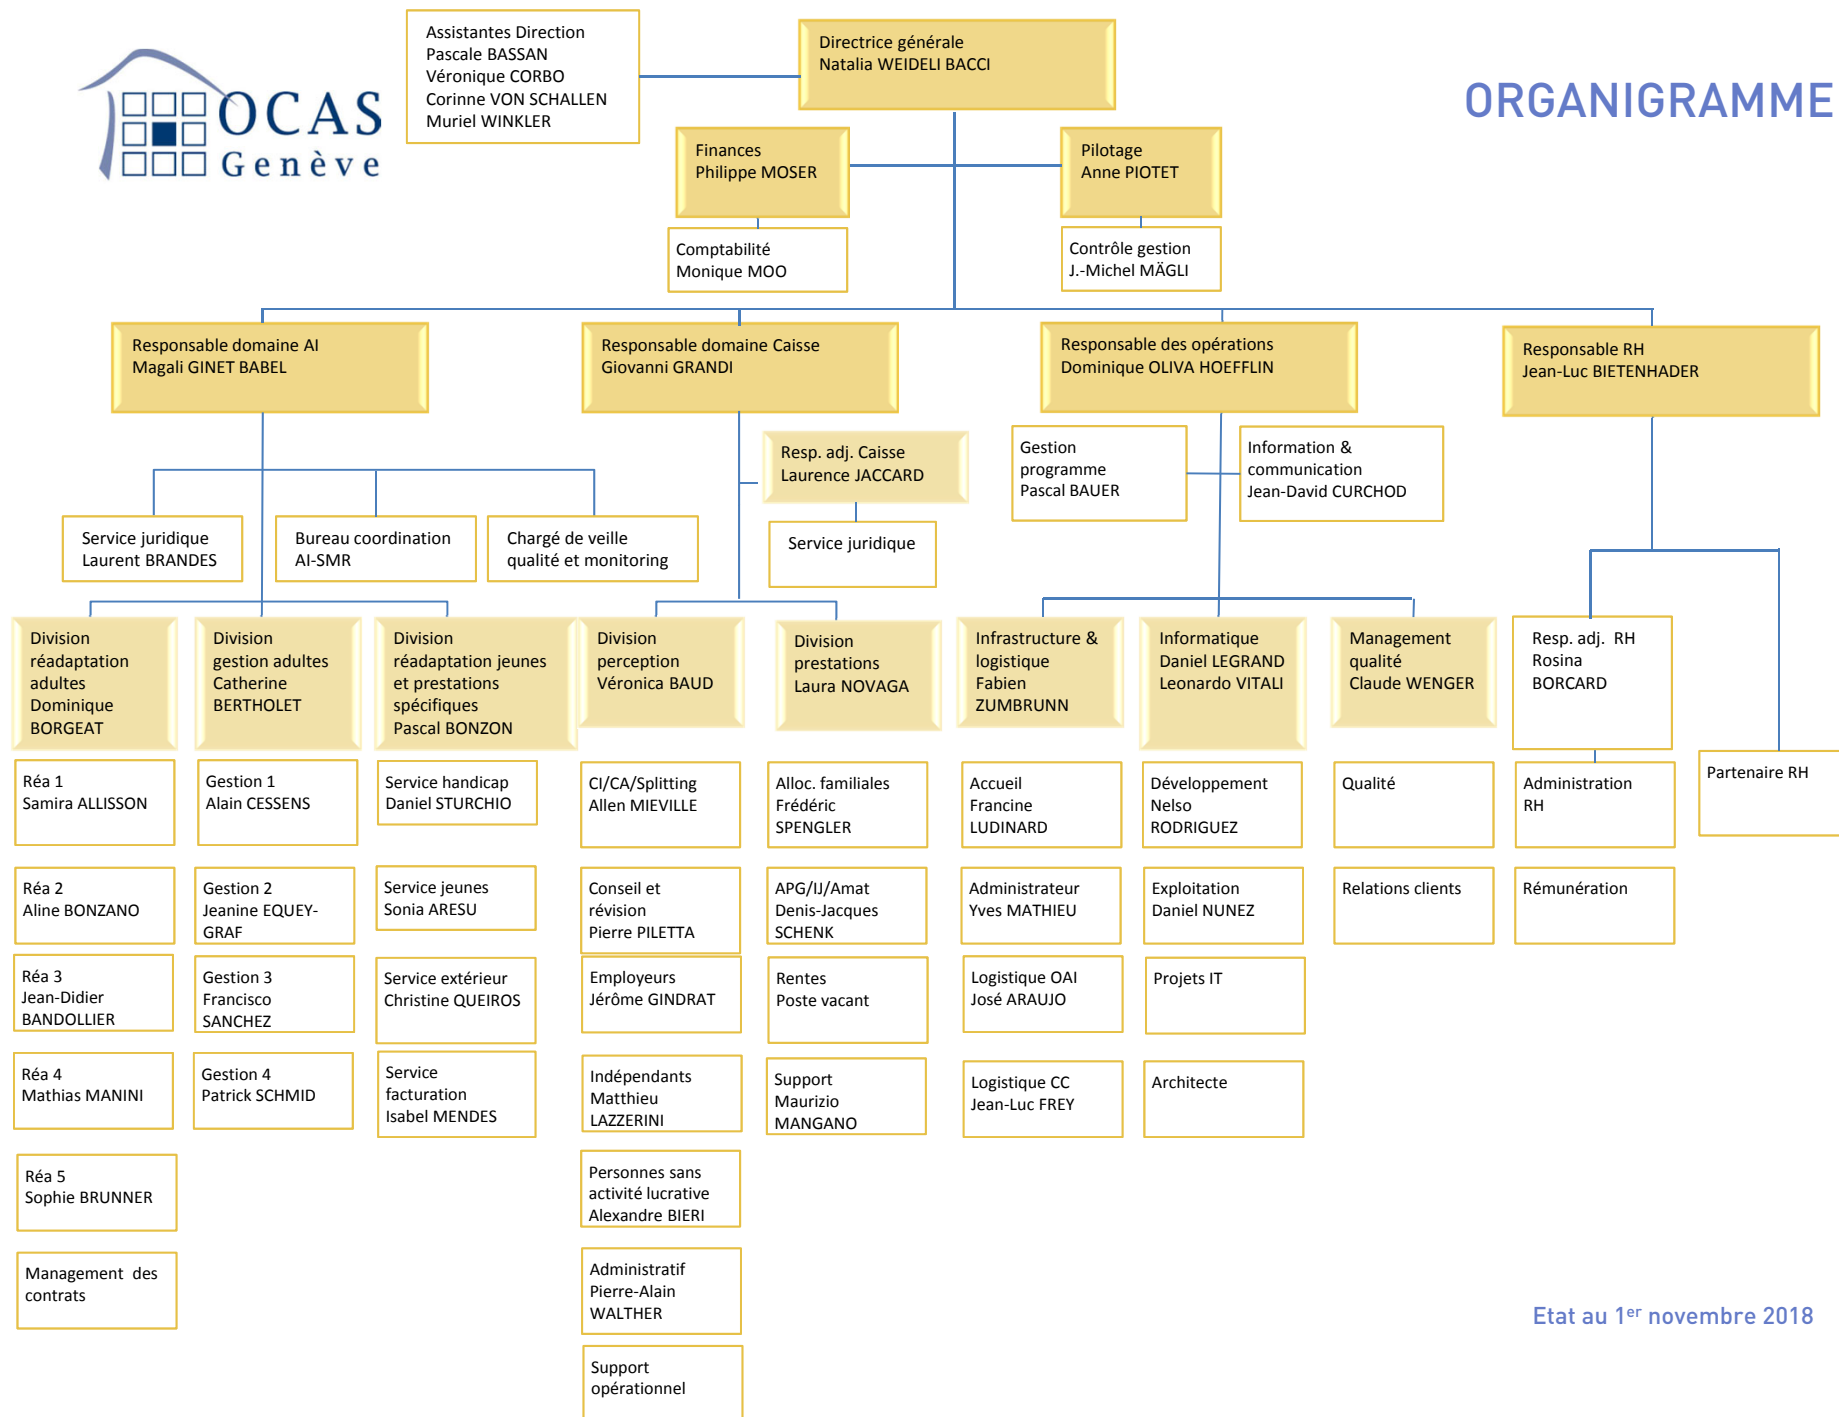 OCAS
Genève
Assistantes Direction
Pascale BASSAN
Véronique CORBO
Corinne VON SCHALLEN
Muriel WINKLER
Directrice générale
Natalia WEIDELI BACCI
ORGANIGRAMME
Finances
Philippe MOSER
Pilotage
Anne PIOTET
Comptabilité
Monique MOO
Contrôle gestion
J.-Michel MÄGLI
Responsable domaine AI
Magali GINET BABEL
Responsable domaine Caisse
Giovanni GRANDI
Responsable des opérations
Dominique OLIVA HOEFFLIN
Responsable RH
Jean-Luc BIETENHADER
Resp. adj. Caisse
Laurence JACCARD
Gestion
programme
Pascal BAUER
Information &
communication
Jean-David CURCHOD
Service juridique
Laurent BRANDES
Bureau coordination
AI-SMR
Chargé de veille
qualité et monitoring
Service juridique
Division
réadaptation
adultes
Dominique
BORGEAT
Division
gestion adultes
Catherine
BERTHOLET
Division
réadaptation jeunes
et prestations
spécifiques
Pascal BONZON
Division
perception
Véronica BAUD
Division
prestations
Laura NOVAGA
Infrastructure &
logistique
Fabien
ZUMBRUNN
Informatique
Daniel LEGRAND
Leonardo VITALI
Management
qualité
Claude WENGER
Resp. adj. RH
Rosina
BORCARD
Réa 1
Samira ALLISSON
Gestion 1
Alain CESSENS
Service handicap
Daniel STURCHIO
CI/CA/Splitting
Allen MIEVILLE
Alloc. familiales
Frédéric
SPENGLER
Accueil
Francine
LUDINARD
Développement
Nelso
RODRIGUEZ
Qualité
Administration
RH
Partenaire RH
Réa 2
Aline BONZANO
Gestion 2
Jeanine EQUEY-
GRAF
Service jeunes
Sonia ARESU
Conseil et
révision
Pierre PILETTA
APG/IJ/Amat
Denis-Jacques
SCHENK
Administrateur
Yves MATHIEU
Exploitation
Daniel NUNEZ
Relations clients
Rémunération
Réa 3
Jean-Didier
BANDOLLIER
Gestion 3
Francisco
SANCHEZ
Service extérieur
Christine QUEIROS
Employeurs
Jérôme GINDRAT
Rentes
Poste vacant
Logistique OAI
José ARAUJO
Projets IT
Réa 4
Mathias MANINI
Gestion 4
Patrick SCHMID
Service
facturation
Isabel MENDES
Indépendants
Matthieu
LAZZERINI
Support
Maurizio
MANGANO
Logistique CC
Jean-Luc FREY
Architecte
Réa 5
Sophie BRUNNER
Personnes sans
activité lucrative
Alexandre BIERI
Management des
contrats
Administratif
Pierre-Alain
WALTHER
Support
opérationnel
Etat au 1er novembre 2018